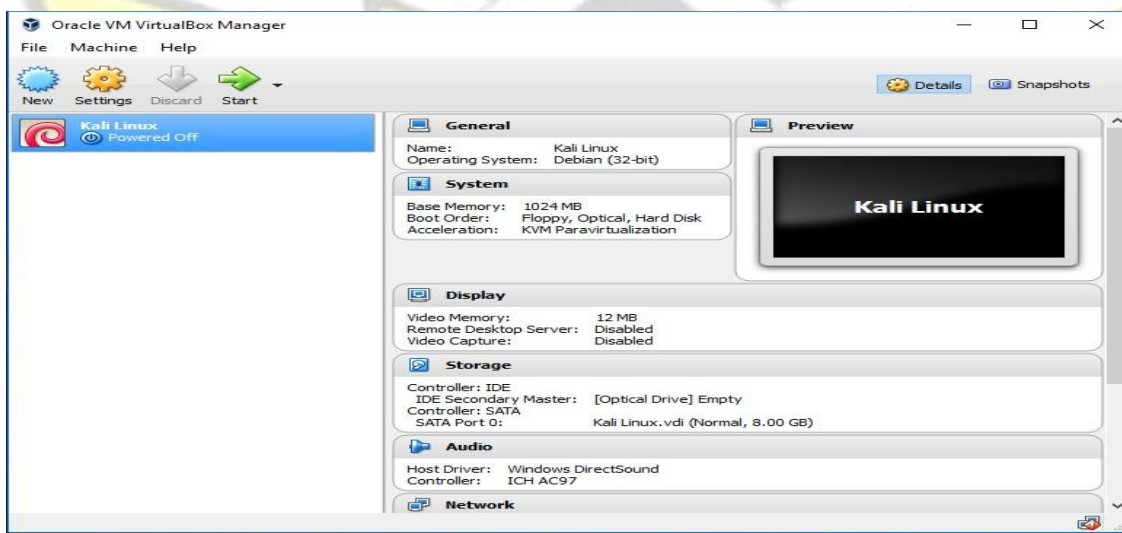 Oracle VM VirtualBox Manager
File Machine Help
New Settings Discard Start
Details Snapshots
Kali Linux
Powered Off
General
Name: Kali Linux
Operating System: Debian (32-bit)
System
Base Memory: 1024 MB
Boot Order: Floppy, Optical, Hard Disk
Acceleration: KVM Paravirtualization
Preview
Kali Linux
Display
Video Memory: 12 MB
Remote Desktop Server: Disabled
Video Capture: Disabled
Storage
Controller: IDE
IDE Secondary Master: [Optical Drive] Empty
Controller: SATA
SATA Port 0: Kali Linux.vdi (Normal, 8.00 GB)
Audio
Host Driver: Windows DirectSound
Controller: ICH AC97
Network